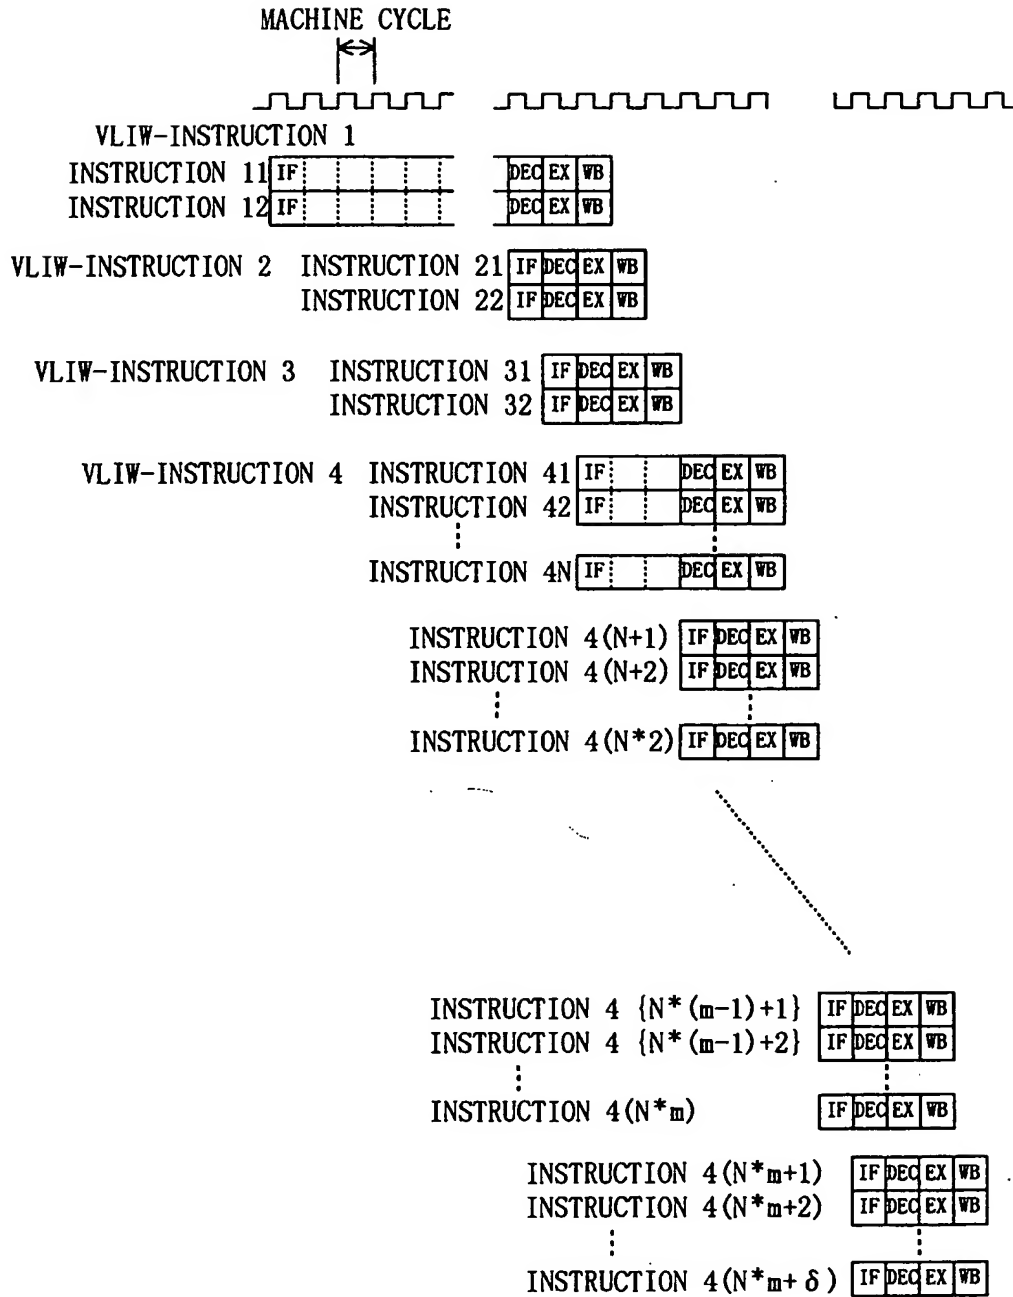 MACHINE CYCLE
VLIW-INSTRUCTION 1
INSTRUCTION 11 IF DEC EX WB
INSTRUCTION 12 IF DEC EX WB
VLIW-INSTRUCTION 2 INSTRUCTION 21 IF DEC EX WB
INSTRUCTION 22 IF DEC EX WB
VLIW-INSTRUCTION 3 INSTRUCTION 31 IF DEC EX WB
INSTRUCTION 32 IF DEC EX WB
VLIW-INSTRUCTION 4 INSTRUCTION 41 IF DEC EX WB
INSTRUCTION 42 IF DEC EX WB
INSTRUCTION 4N IF DEC EX WB
INSTRUCTION 4(N+1) IF DEC EX WB
INSTRUCTION 4(N+2) IF DEC EX WB
INSTRUCTION 4(N*2) IF DEC EX WB
INSTRUCTION 4 {N*(m-1)+1} IF DEC EX WB
INSTRUCTION 4 {N*(m-1)+2} IF DEC EX WB
INSTRUCTION 4(N*m) IF DEC EX WB
INSTRUCTION 4(N*m+1) IF DEC EX WB
INSTRUCTION 4(N*m+2) IF DEC EX WB
INSTRUCTION 4(N*m+δ) IF DEC EX WB